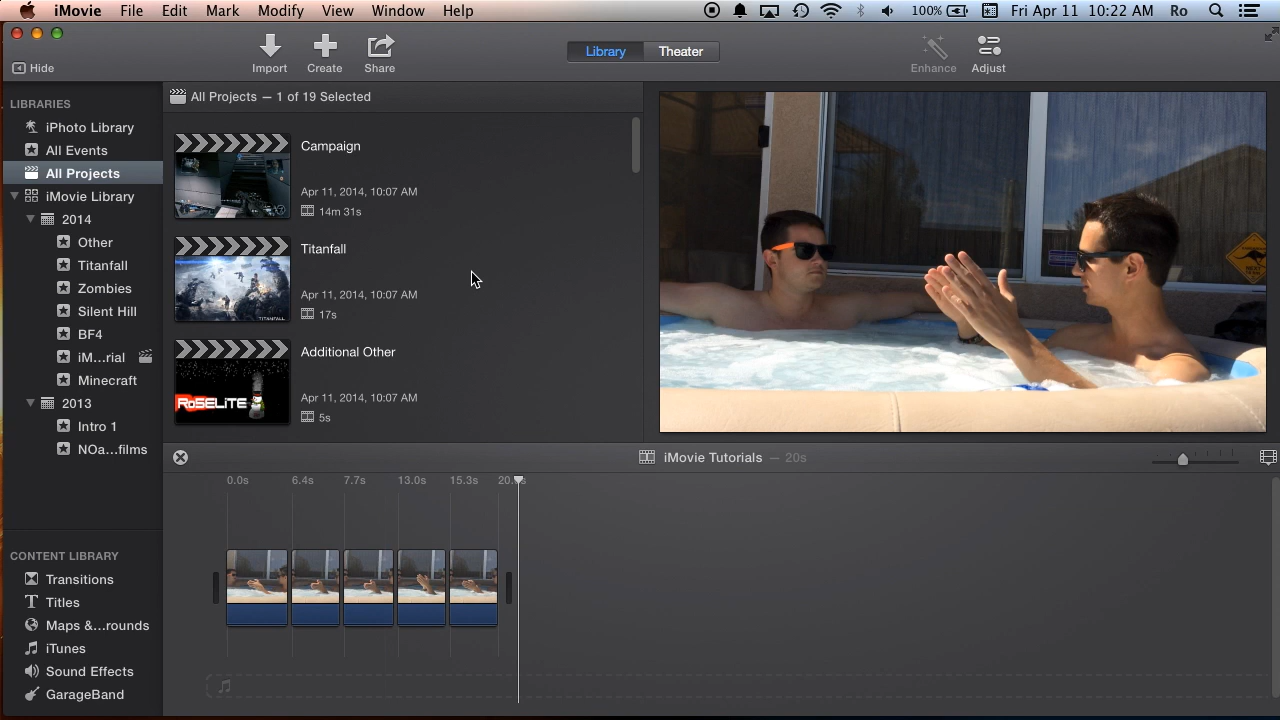 iMovie File Edit Mark Modify View Window Help 100% Fri Apr 11 10:22 AM Ro
Hide Import Create Share Library Theater Enhance Adjust
LIBRARIES
iPhoto Library
All Events
All Projects
iMovie Library
2014
Other
Titanfall
Zombies
Silent Hill
BF4
iM...rial
Minecraft
2013
Intro 1
NOa...films
CONTENT LIBRARY
Transitions
Titles
Maps &...rounds
iTunes
Sound Effects
GarageBand
All Projects — 1 of 19 Selected
Campaign
Apr 11, 2014, 10:07 AM
14m 31s
Titanfall
Apr 11, 2014, 10:07 AM
17s
TITANFALL
Additional Other
Apr 11, 2014, 10:07 AM
5s
RoSELITE
NEXT
iMovie Tutorials — 20s
0.0s 6.4s 7.7s 13.0s 15.3s